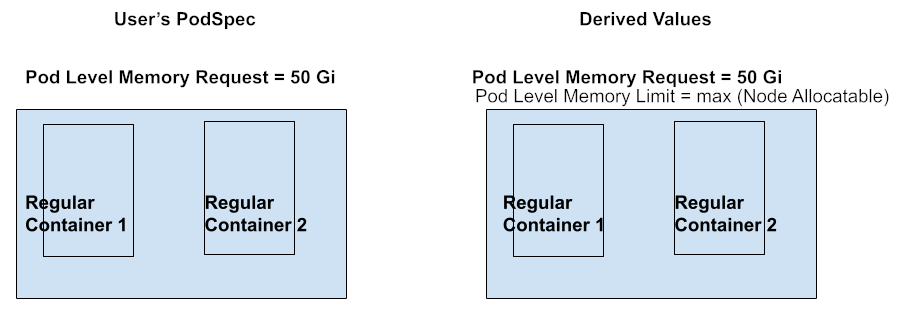 User's PodSpec
Pod Level Memory Request = 50 Gi
Regular
Container 1
Regular
Container 2
Derived Values
Pod Level Memory Request = 50 Gi
Pod Level Memory Limit = max (Node Allocatable)
Regular
Container 1
Regular
Container 2